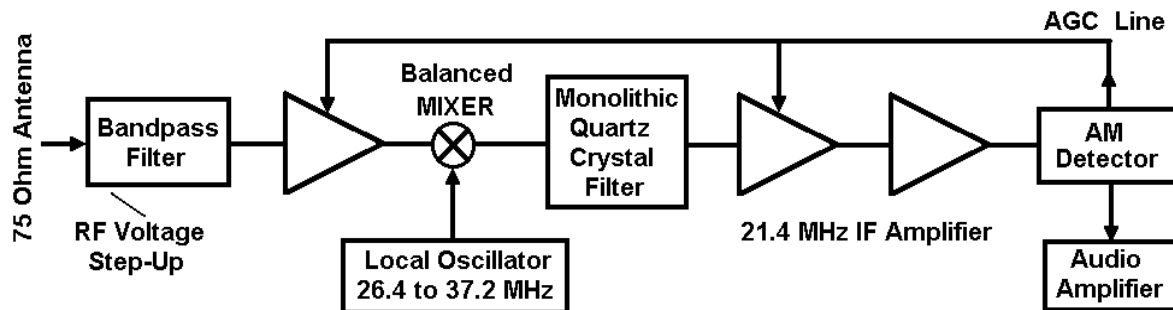 75 Ohm Antenna
Bandpass
Filter
RF Voltage
Step-Up
Balanced
MIXER
Local Oscillator
26.4 to 37.2 MHz
Monolithic
Quartz
Crystal
Filter
21.4 MHz IF Amplifier
AGC Line
AM
Detector
Audio
Amplifier